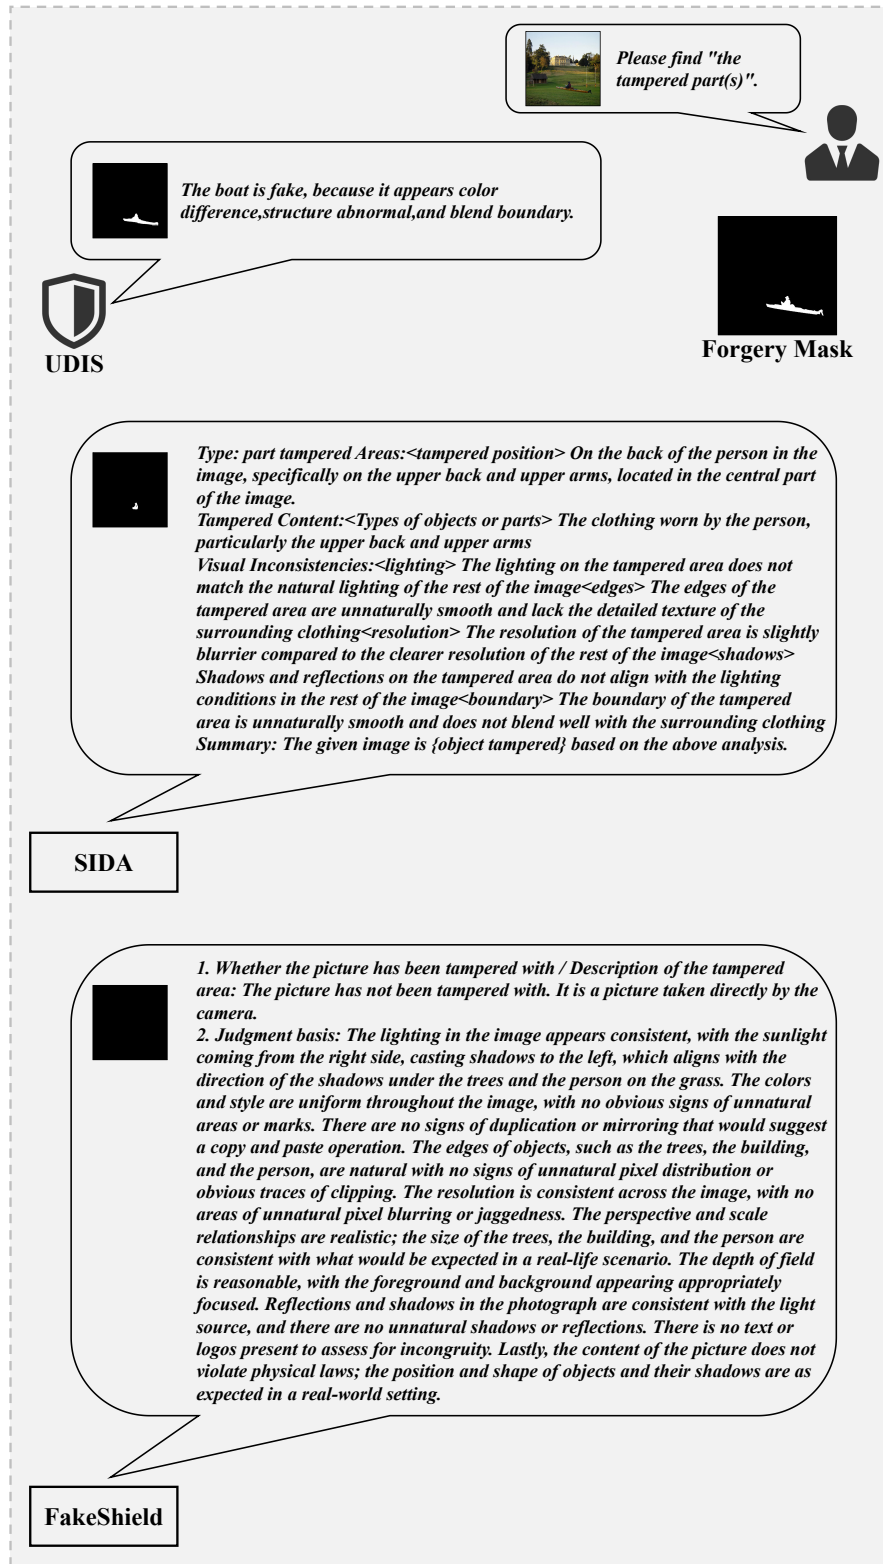 Please find "the
tampered part(s)".
The boat is fake, because it appears color
difference,structure abnormal,and blend boundary.
UDIS
Forgery Mask
Type: part tampered Areas:<tampered position> On the back of the person in the
image, specifically on the upper back and upper arms, located in the central part
of the image.
Tampered Content:<Types of objects or parts> The clothing worn by the person,
particularly the upper back and upper arms
Visual Inconsistencies:<lighting> The lighting on the tampered area does not
match the natural lighting of the rest of the image<edges> The edges of the
tampered area are unnaturally smooth and lack the detailed texture of the
surrounding clothing<resolution> The resolution of the tampered area is slightly
blurrier compared to the clearer resolution of the rest of the image<shadows>
Shadows and reflections on the tampered area do not align with the lighting
conditions in the rest of the image<boundary> The boundary of the tampered
area is unnaturally smooth and does not blend well with the surrounding clothing
Summary: The given image is {object tampered} based on the above analysis.
SIDA
1. Whether the picture has been tampered with / Description of the tampered
area: The picture has not been tampered with. It is a picture taken directly by the
camera.
2. Judgment basis: The lighting in the image appears consistent, with the sunlight
coming from the right side, casting shadows to the left, which aligns with the
direction of the shadows under the trees and the person on the grass. The colors
and style are uniform throughout the image, with no obvious signs of unnatural
areas or marks. There are no signs of duplication or mirroring that would suggest
a copy and paste operation. The edges of objects, such as the trees, the building,
and the person, are natural with no signs of unnatural pixel distribution or
obvious traces of clipping. The resolution is consistent across the image, with no
areas of unnatural pixel blurring or jaggedness. The perspective and scale
relationships are realistic; the size of the trees, the building, and the person are
consistent with what would be expected in a real-life scenario. The depth of field
is reasonable, with the foreground and background appearing appropriately
focused. Reflections and shadows in the photograph are consistent with the light
source, and there are no unnatural shadows or reflections. There is no text or
logos present to assess for incongruity. Lastly, the content of the picture does not
violate physical laws; the position and shape of objects and their shadows are as
expected in a real-world setting.
FakeShield